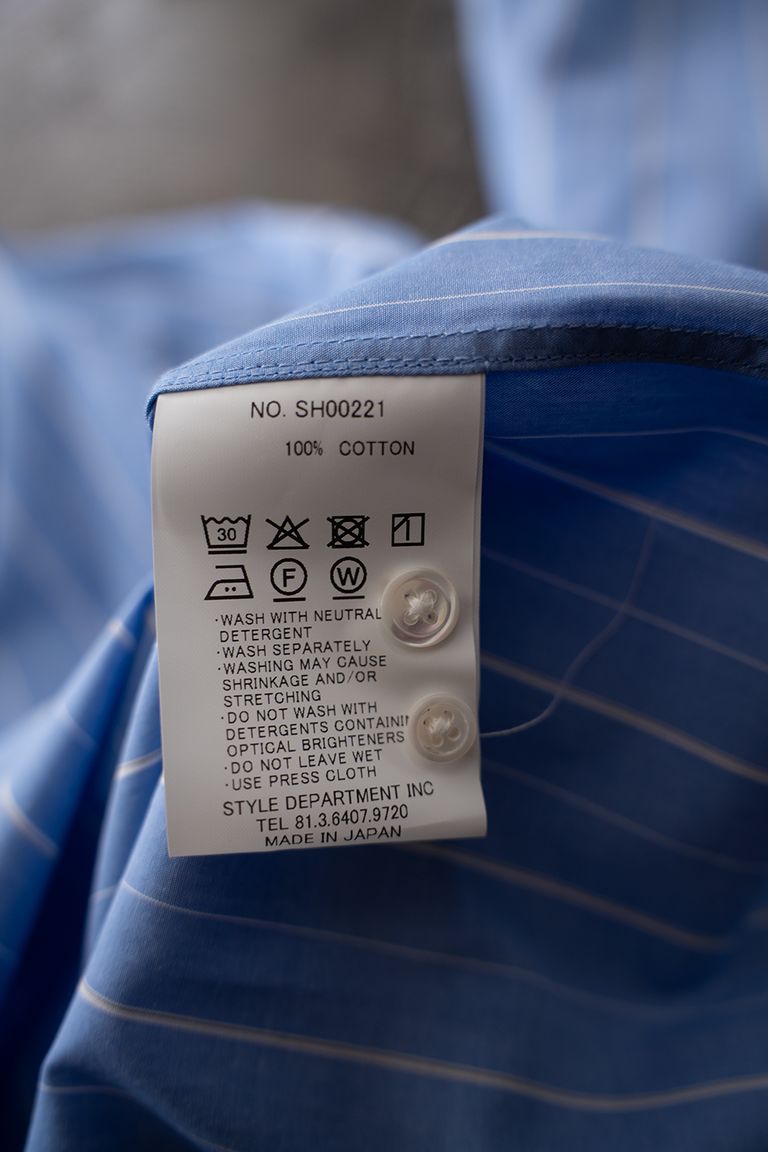 NO. SH00221
100% COTTON
30
F W
·WASH WITH NEUTRAL
DETERGENT
·WASH SEPARATELY
·WASHING MAY CAUSE
SHRINKAGE AND/OR
STRETCHING
·DO NOT WASH WITH
DETERGENTS CONTAININ
OPTICAL BRIGHTENERS
·DO NOT LEAVE WET
·USE PRESS CLOTH
STYLE DEPARTMENT INC
TEL 81.3.6407.9720
MADE IN JAPAN